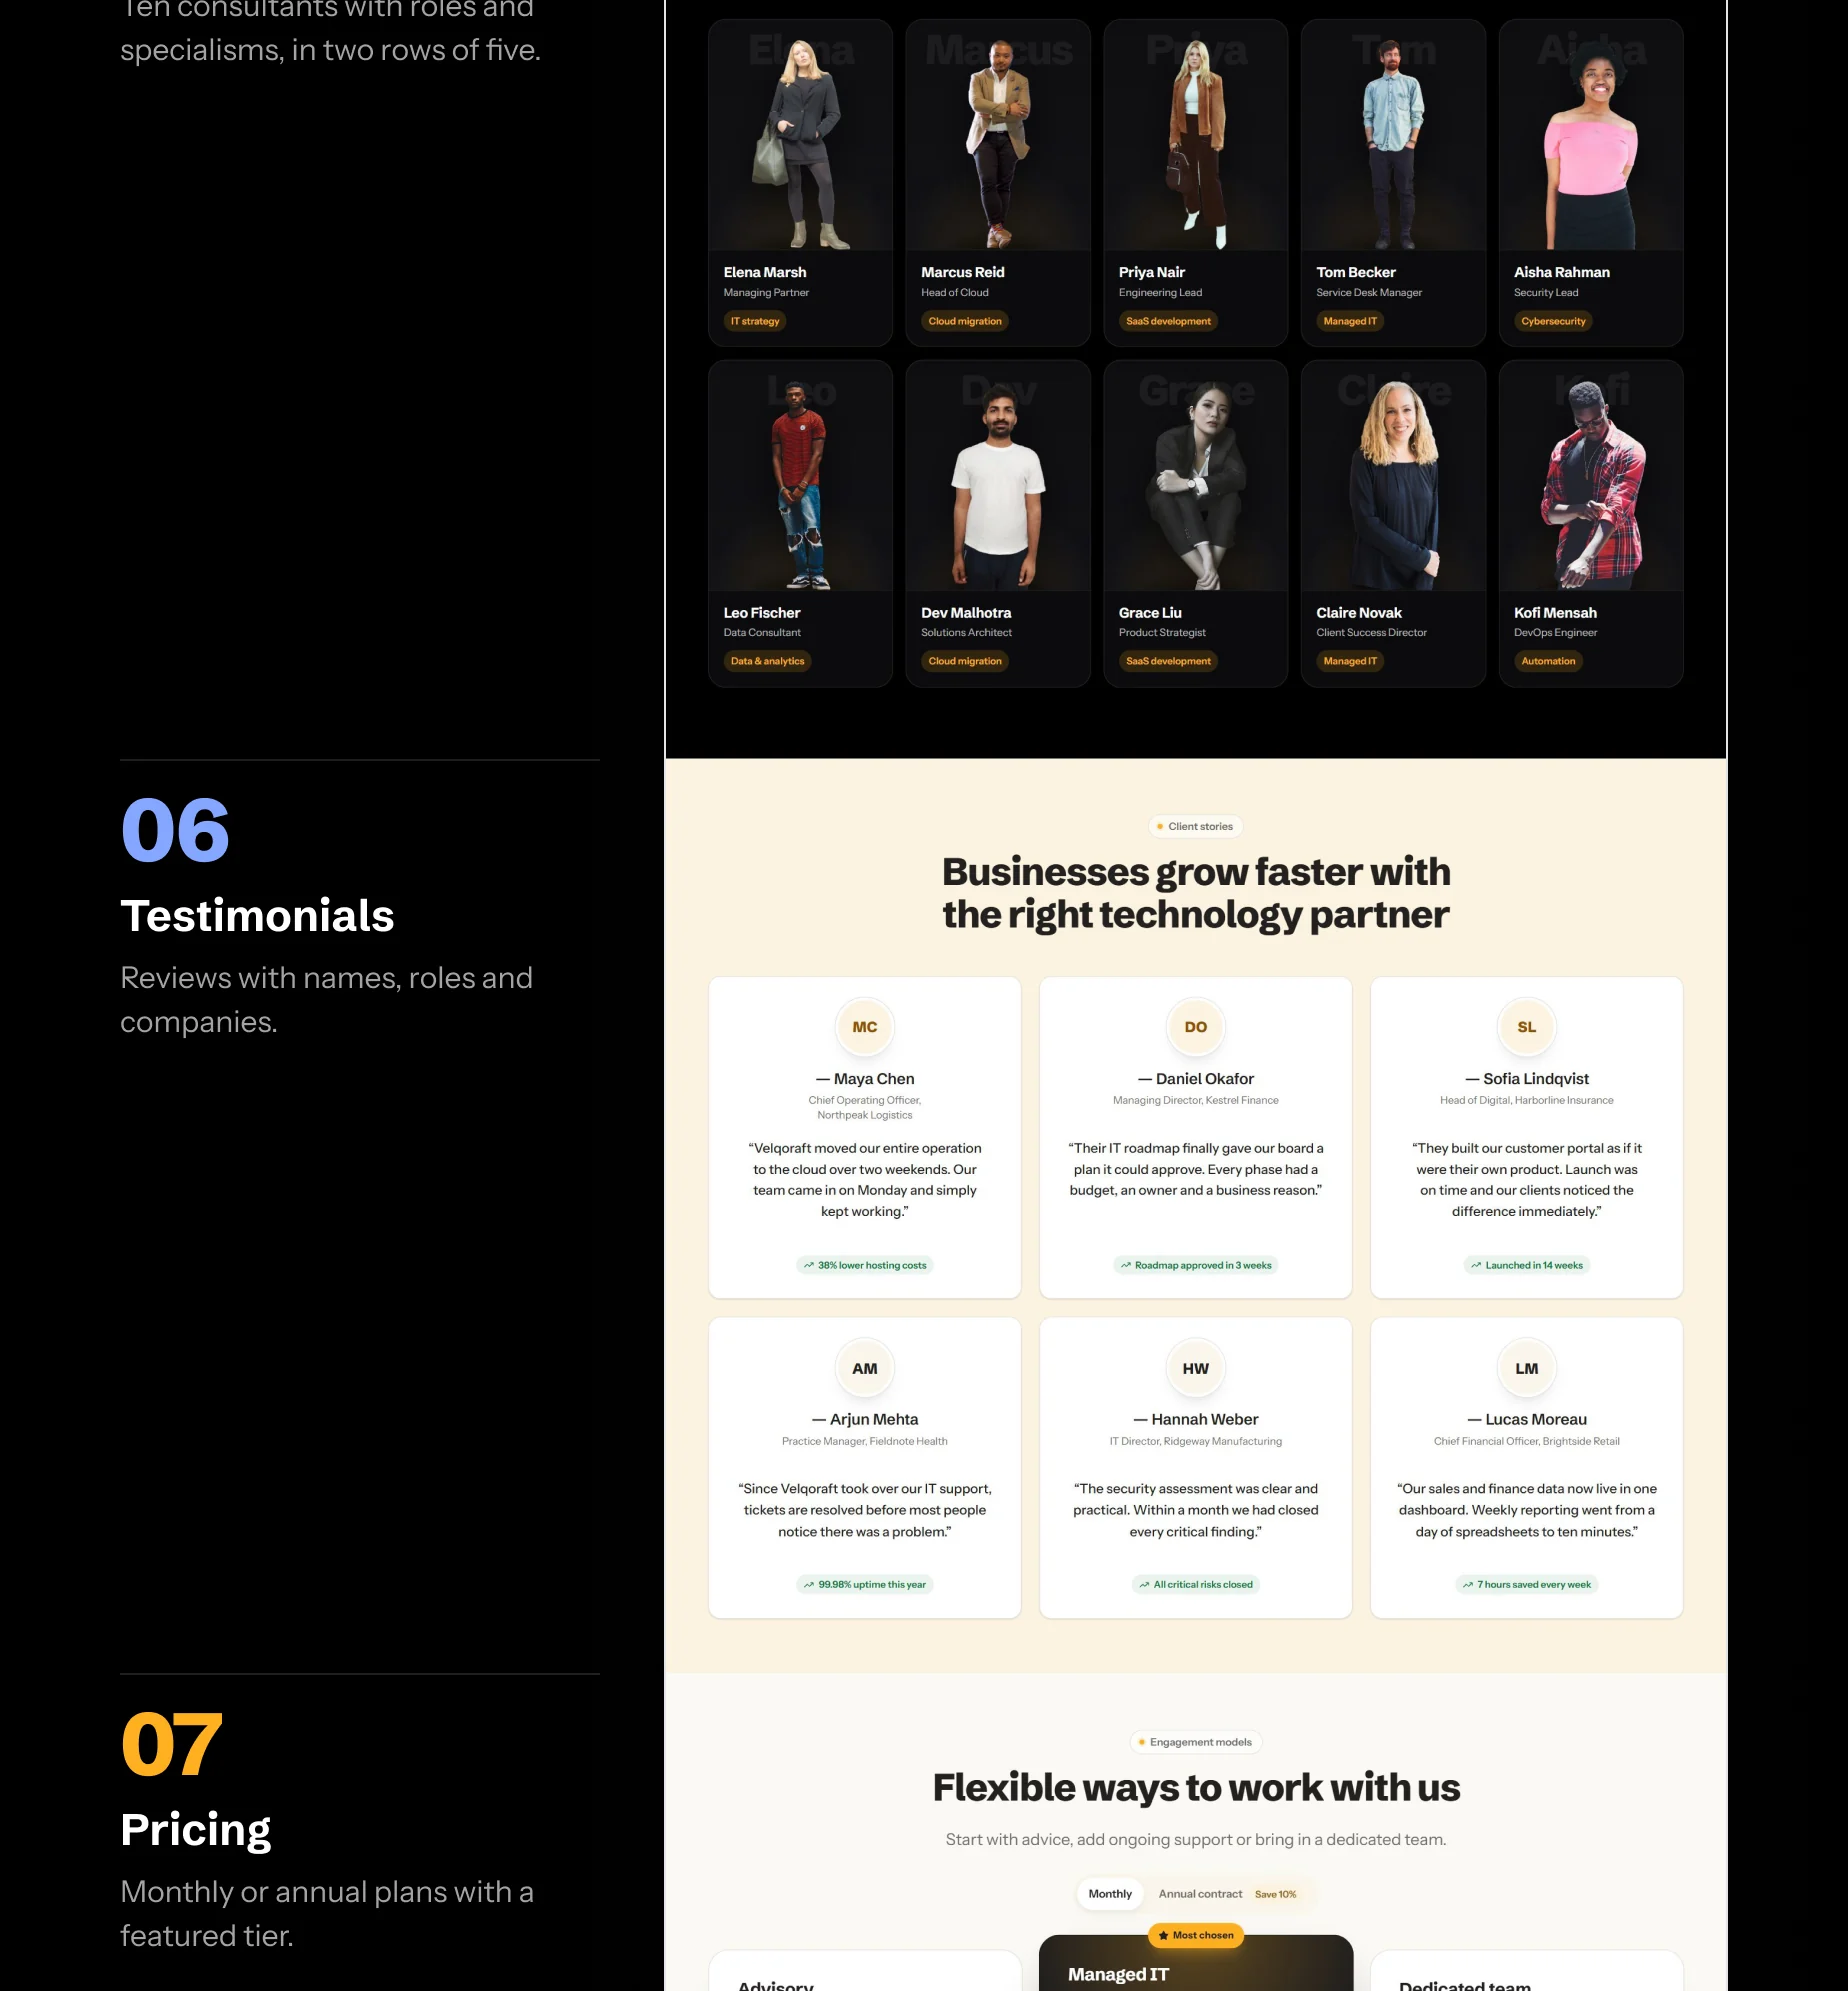 Ten consultants with roles and
specialisms, in two rows of five.
Elena
Marcus
Priya
Tom
Aisha
Elena Marsh
Managing Partner
IT strategy
Marcus Reid
Head of Cloud
Cloud migration
Priya Nair
Engineering Lead
SaaS development
Tom Becker
Service Desk Manager
Managed IT
Aisha Rahman
Security Lead
Cybersecurity
Leo
Dev
Grace
Claire
Kofi
Leo Fischer
Data Consultant
Data & analytics
Dev Malhotra
Solutions Architect
Cloud migration
Grace Liu
Product Strategist
SaaS development
Claire Novak
Client Success Director
Managed IT
Kofi Mensah
DevOps Engineer
Automation
06
Testimonials
Reviews with names, roles and
companies.
Client stories
Businesses grow faster with
the right technology partner
MC
— Maya Chen
Chief Operating Officer,
Northpeak Logistics
“Velqoraft moved our entire operation
to the cloud over two weekends. Our
team came in on Monday and simply
kept working.”
38% lower hosting costs
DO
— Daniel Okafor
Managing Director, Kestrel Finance
“Their IT roadmap finally gave our board a
plan it could approve. Every phase had a
budget, an owner and a business reason.”
Roadmap approved in 3 weeks
SL
— Sofia Lindqvist
Head of Digital, Harborline Insurance
“They built our customer portal as if it
were their own product. Launch was
on time and our clients noticed the
difference immediately.”
Launched in 14 weeks
AM
— Arjun Mehta
Practice Manager, Fieldnote Health
“Since Velqoraft took over our IT support,
tickets are resolved before most people
notice there was a problem.”
99.98% uptime this year
HW
— Hannah Weber
IT Director, Ridgeway Manufacturing
“The security assessment was clear and
practical. Within a month we had closed
every critical finding.”
All critical risks closed
LM
— Lucas Moreau
Chief Financial Officer, Brightside Retail
“Our sales and finance data now live in one
dashboard. Weekly reporting went from a
day of spreadsheets to ten minutes.”
7 hours saved every week
07
Pricing
Monthly or annual plans with a
featured tier.
Engagement models
Flexible ways to work with us
Start with advice, add ongoing support or bring in a dedicated team.
Monthly
Annual contract
Save 10%
Most chosen
Advisory
Managed IT
Dedicated team